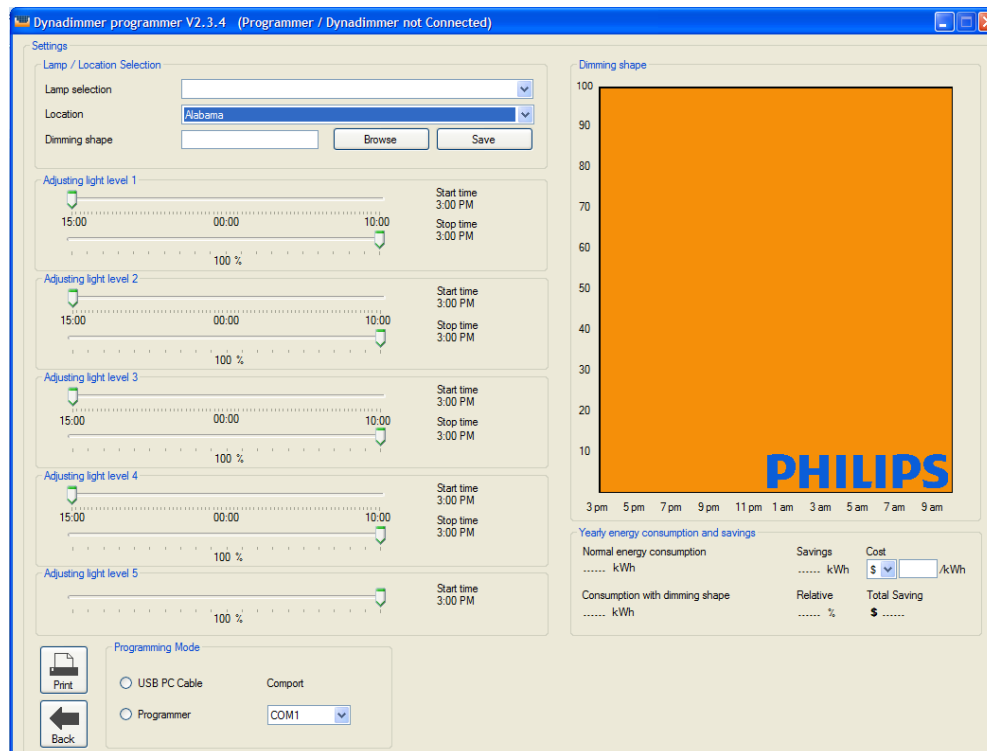 Dynadimmer programmer V2.3.4 (Programmer / Dynadimmer not Connected)
Settings
Lamp / Location Selection
Lamp selection
Location Alabama
Dimming shape Browse Save
Adjusting light level 1
Start time
3:00 PM
15:00 00:00 10:00
Stop time
3:00 PM
100 %
Adjusting light level 2
Start time
3:00 PM
15:00 00:00 10:00
Stop time
3:00 PM
100 %
Adjusting light level 3
Start time
3:00 PM
15:00 00:00 10:00
Stop time
3:00 PM
100 %
Adjusting light level 4
Start time
3:00 PM
15:00 00:00 10:00
Stop time
3:00 PM
100 %
Adjusting light level 5
Start time
3:00 PM
100 %
Print
Back
Programming Mode
USB PC Cable Comport
Programmer COM1
Dimming shape
100
90
80
70
60
50
40
30
20
10
PHILIPS
3 pm 5 pm 7 pm 9 pm 11 pm 1 am 3 am 5 am 7 am 9 am
Yearly energy consumption and savings
Normal energy consumption Savings Cost
...... kWh ...... kWh $ /kWh
Consumption with dimming shape Relative Total Saving
...... kWh ...... % $ ......